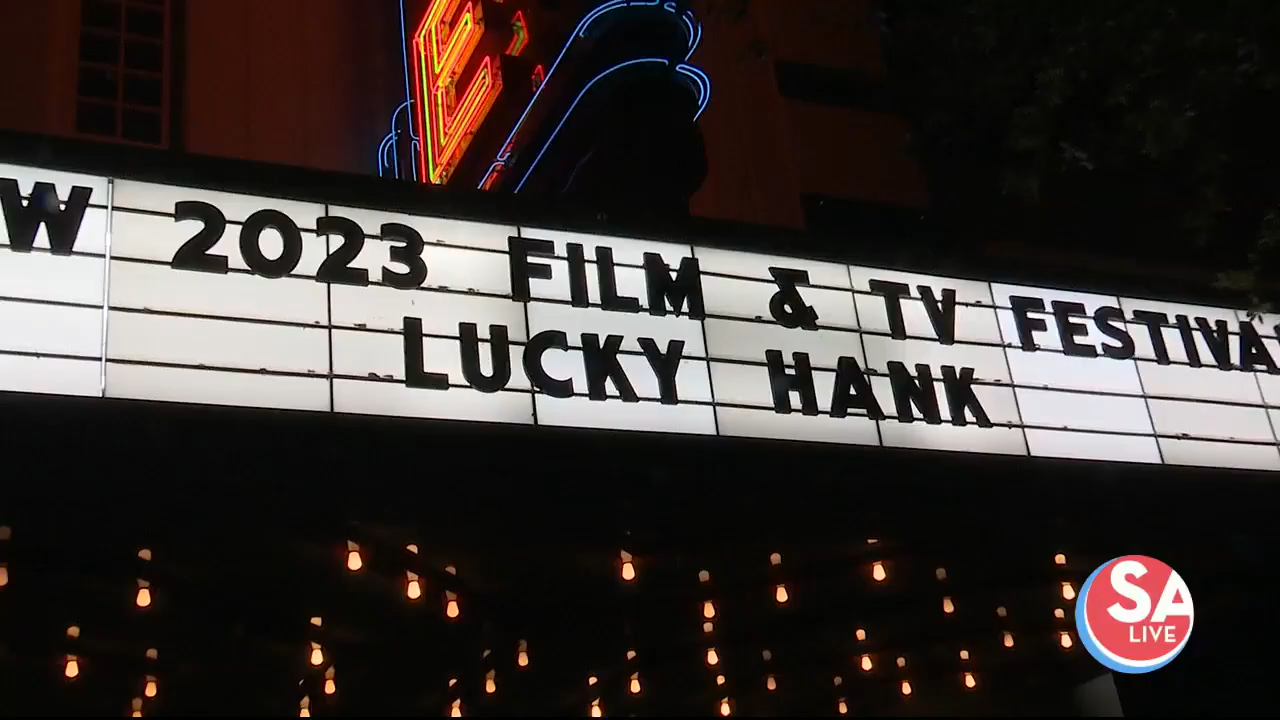 E
W 2023 FILM & TV FESTIVA
LUCKY HANK
SA
LIVE